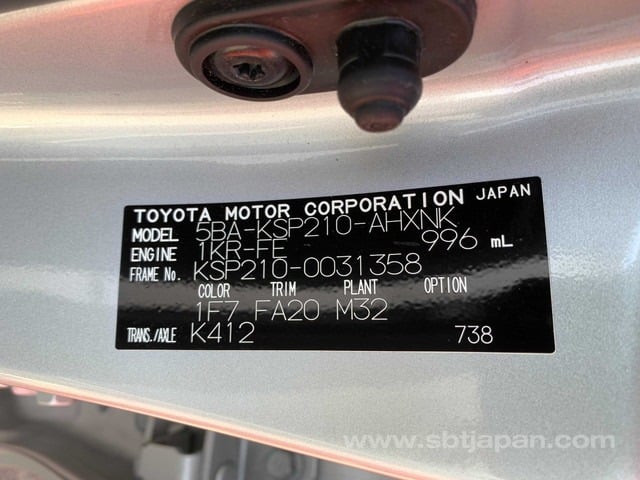 TOYOTA MOTOR CORPORATION JAPAN
MODEL 5BA-KSP210-AHXNK
ENGINE 1KR-FE 996 mL
FRAME No. KSP210-0031358
COLOR TRIM PLANT OPTION
1F7 FA20 M32
TRANS./AXLE K412 738
www.sbtjapan.com